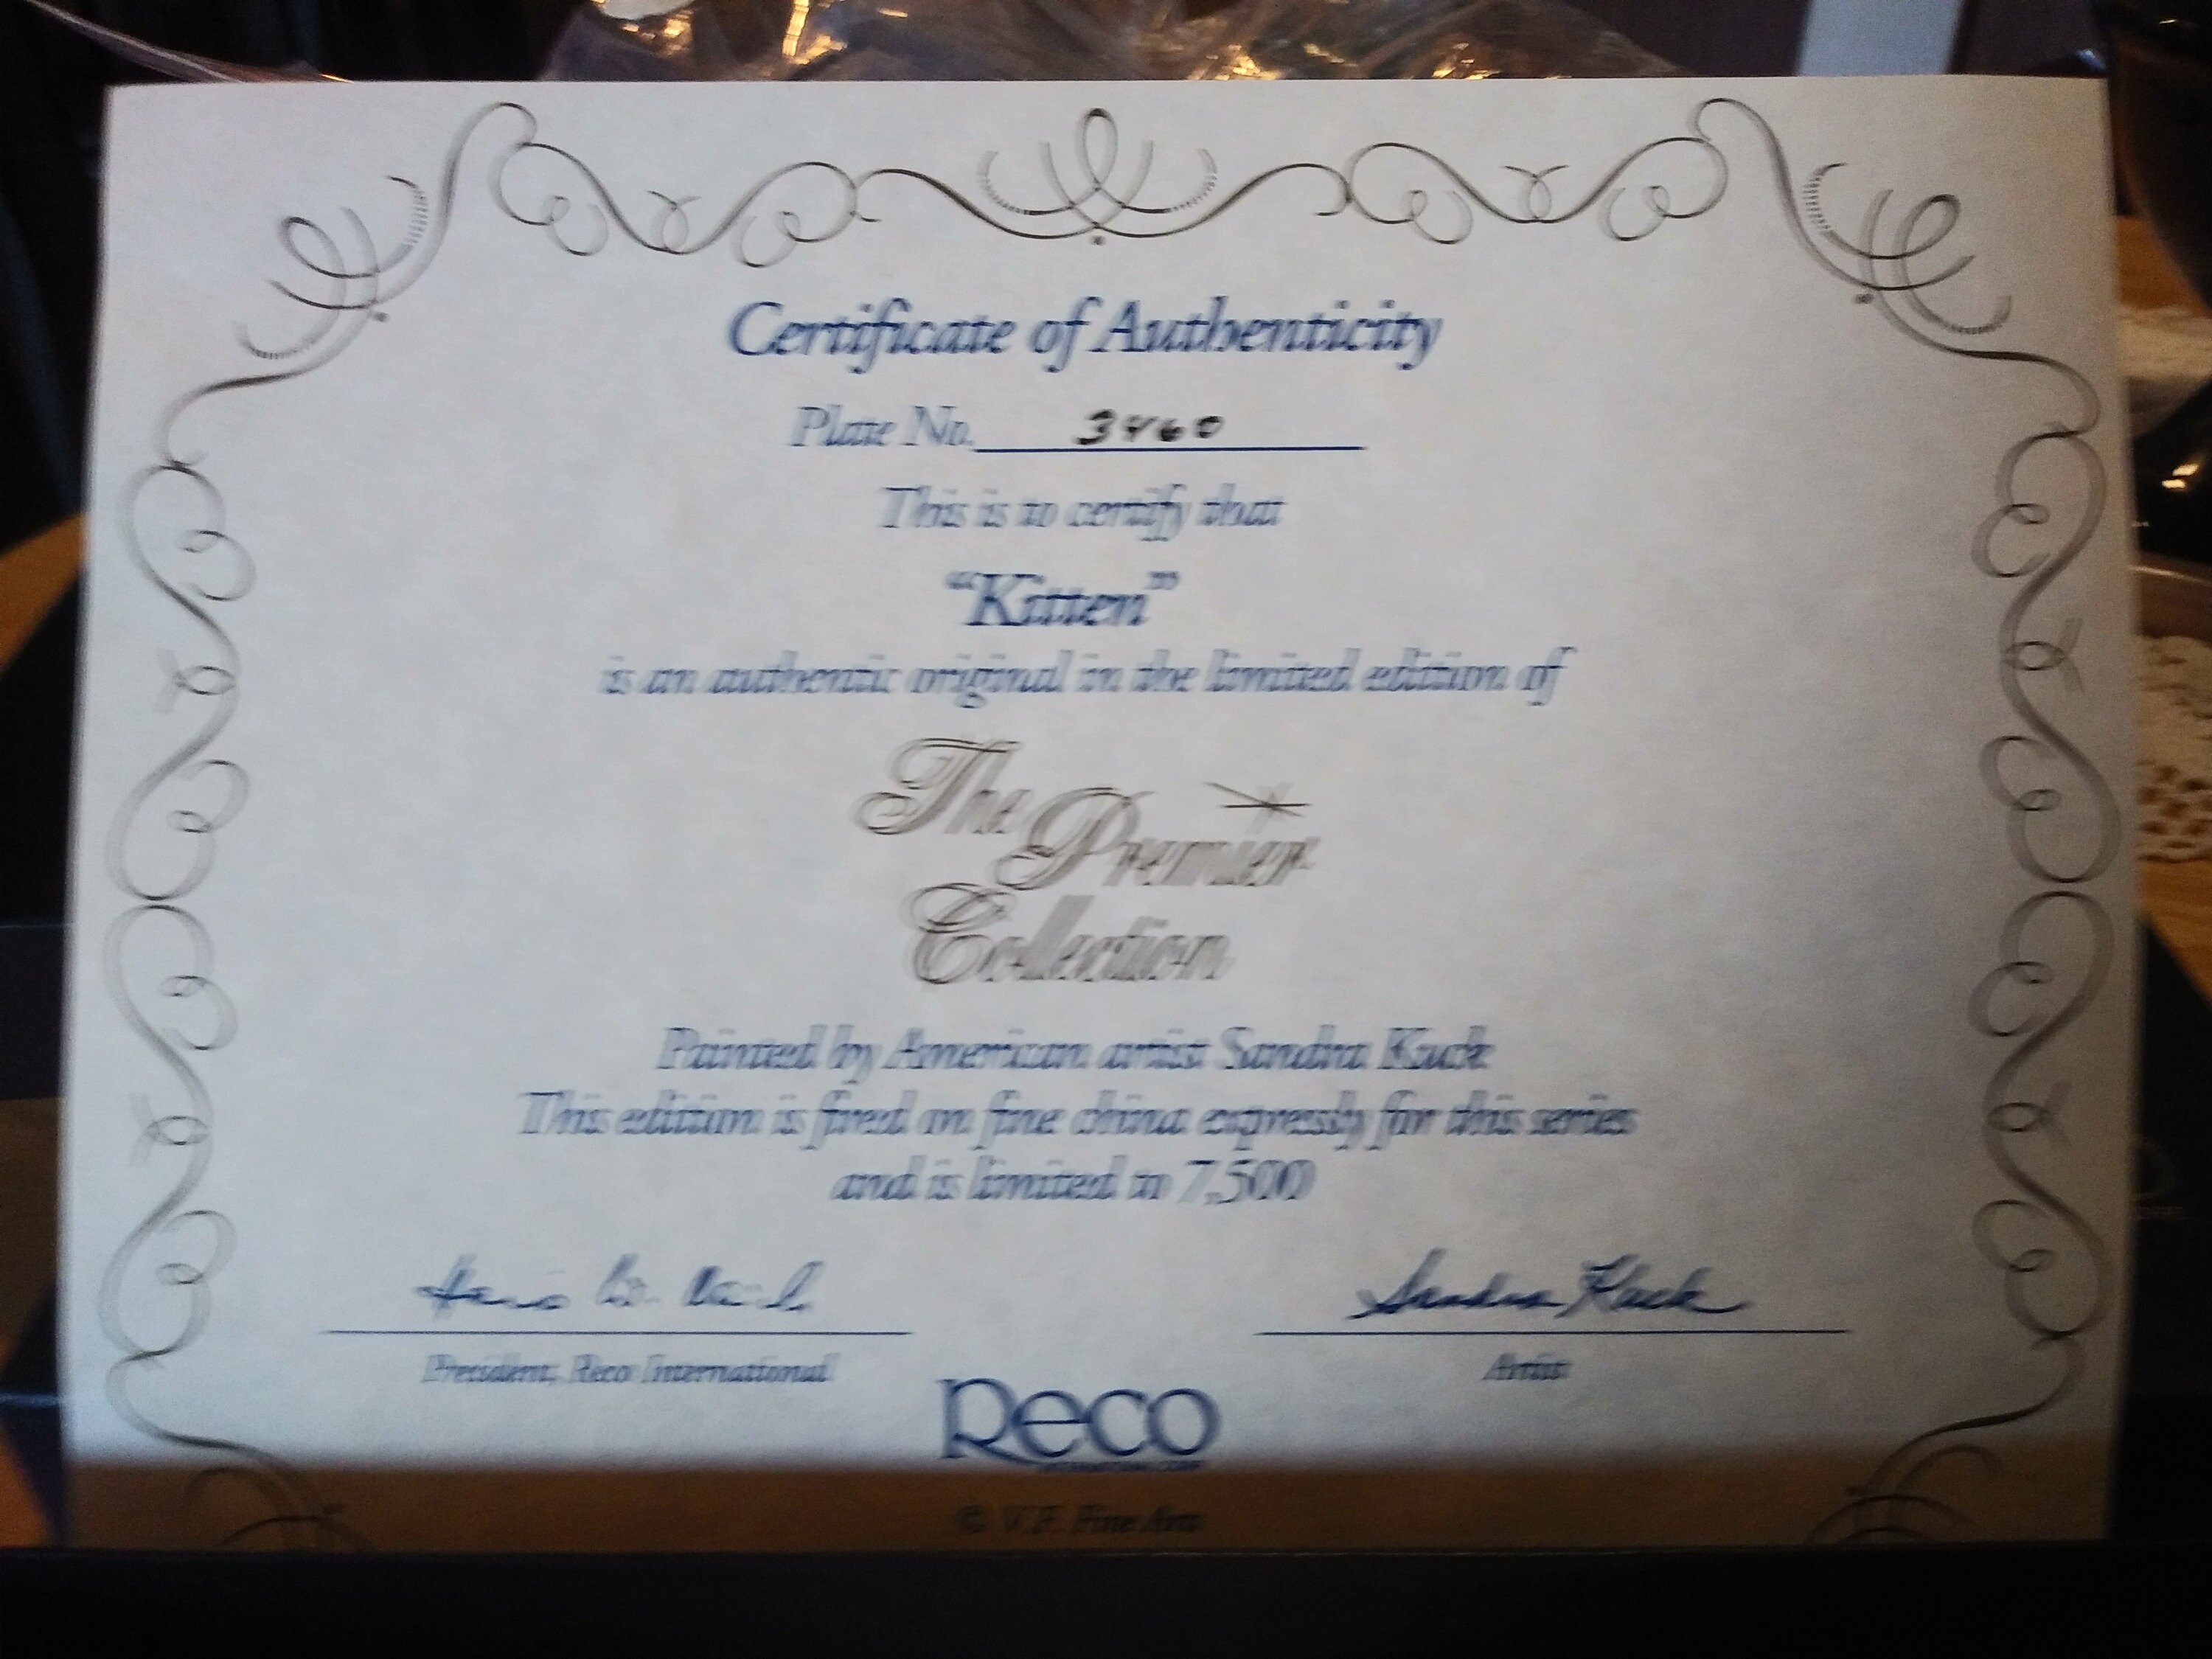 Certificate of Authenticity
Plate No. 3460
This is to certify that
“Kitten”
is an authentic original in the limited edition of
The
Premier
Collection
Painted by American artist Sandra Kuck
This edition is fired on fine china expressly for this series
and is limited to 7,500
Sandra Kuck
President, Reco International
Artist
Reco
© V.F. Fine Arts